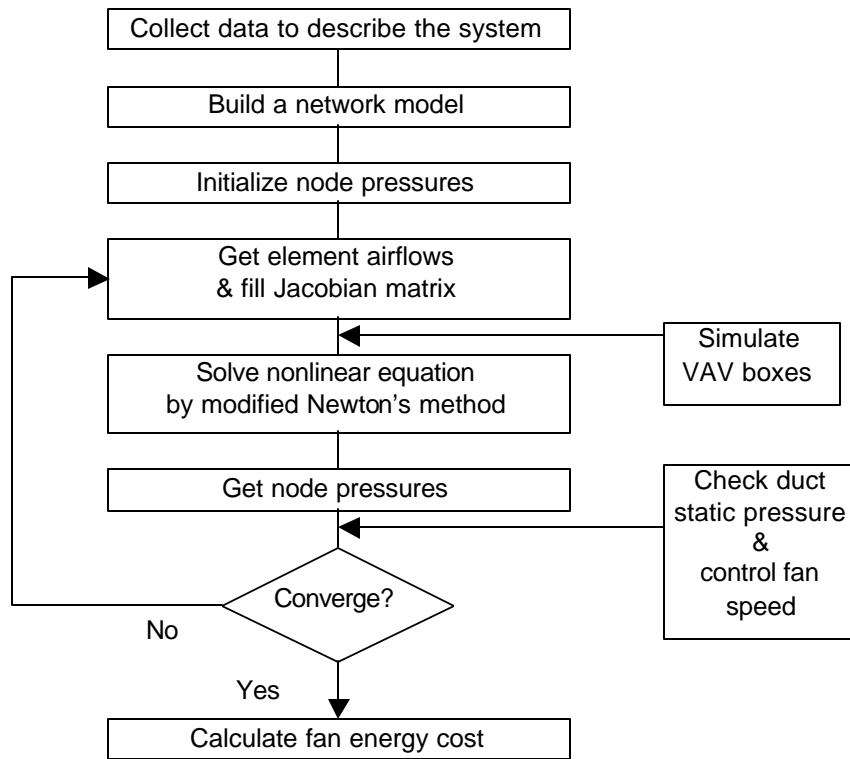 Collect data to describe the system
Build a network model
Initialize node pressures
Get element airflows
& fill Jacobian matrix
Simulate
VAV boxes
Solve nonlinear equation
by modified Newton's method
Get node pressures
Check duct
static pressure
&
control fan
speed
Converge?
No
Yes
Calculate fan energy cost